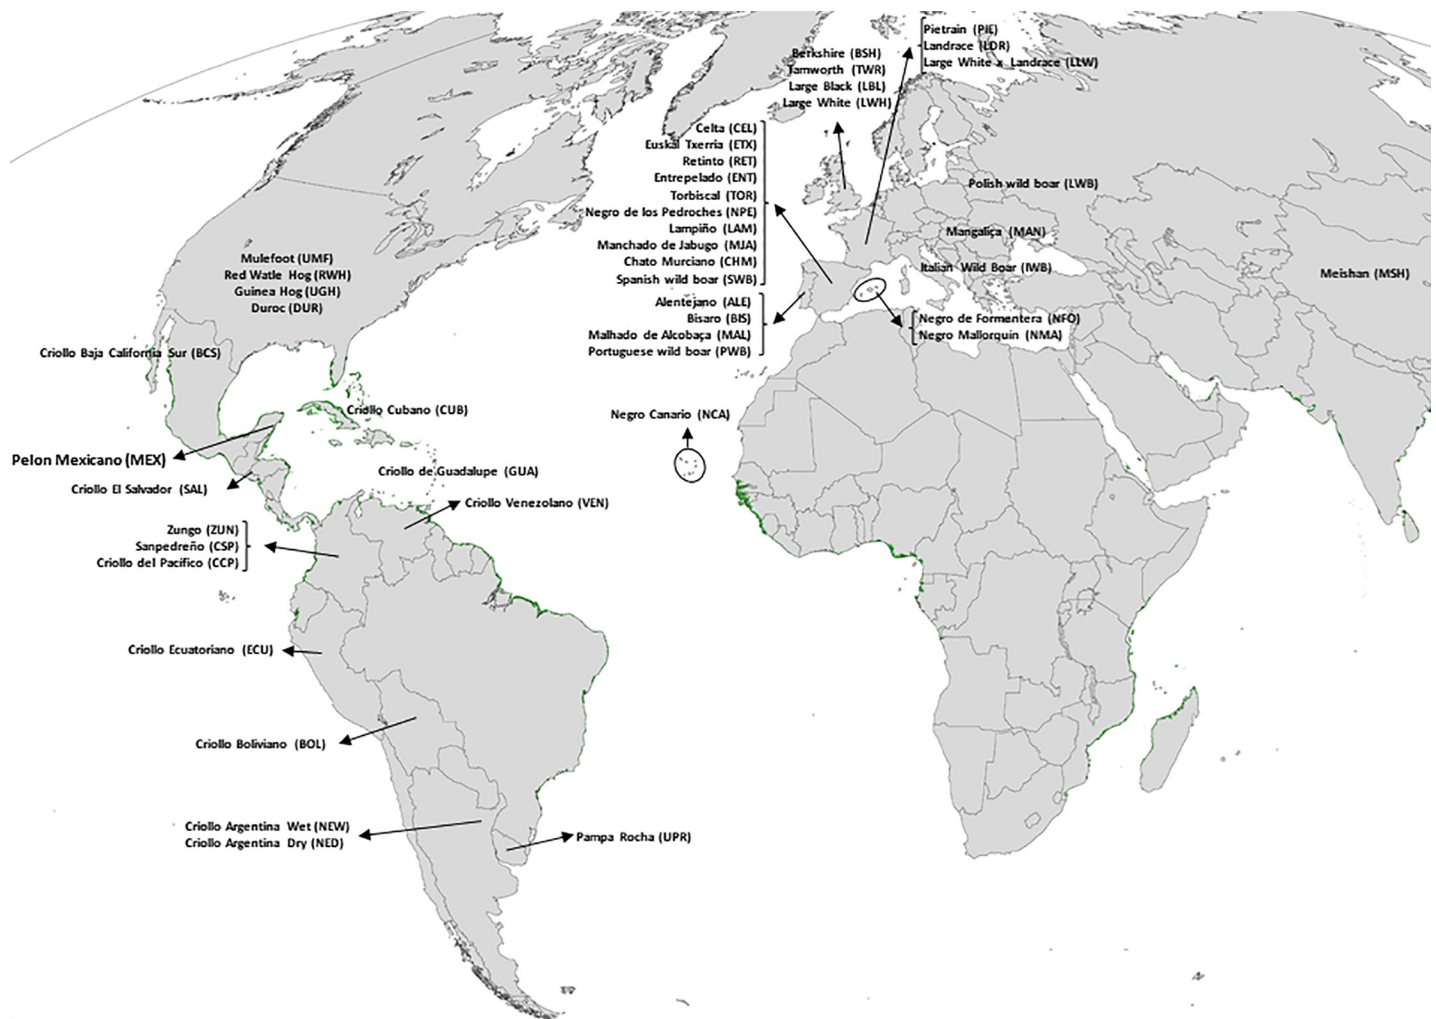 Pietrain (PIE)
Landrace (LDR)
Large White x Landrace (LLW)
Berkshire (BSH)
Tamworth (TWR)
Large Black (LBL)
Large White (LWH)
Celta (CEL)
Euskal Txerria (ETX)
Retinto (RET)
Entrepelado (ENT)
Torbiscal (TOR)
Negro de los Pedroches (NPE)
Lampiño (LAM)
Manchado de Jabugo (MJA)
Chato Murciano (CHM)
Spanish wild boar (SWB)
Alentejano (ALE)
Bisaro (BIS)
Malhado de Alcobaça (MAL)
Portuguese wild boar (PWB)
Polish wild boar (LWB)
Mangaliça (MAN)
Italian Wild Boar (IWB)
Meishan (MSH)
Negro de Formentera (NFO)
Negro Mallorquín (NMA)
Mulefoot (UMF)
Red Watle Hog (RWH)
Guinea Hog (UGH)
Duroc (DUR)
Criollo Baja California Sur (BCS)
Criollo Cubano (CUB)
Negro Canario (NCA)
Pelon Mexicano (MEX)
Criollo de Guadalupe (GUA)
Criollo El Salvador (SAL)
Criollo Venezolano (VEN)
Zungo (ZUN)
Sanpedreño (CSP)
Criollo del Pacífico (CCP)
Criollo Ecuatoriano (ECU)
Criollo Boliviano (BOL)
Criollo Argentina Wet (NEW)
Criollo Argentina Dry (NED)
Pampa Rocha (UPR)